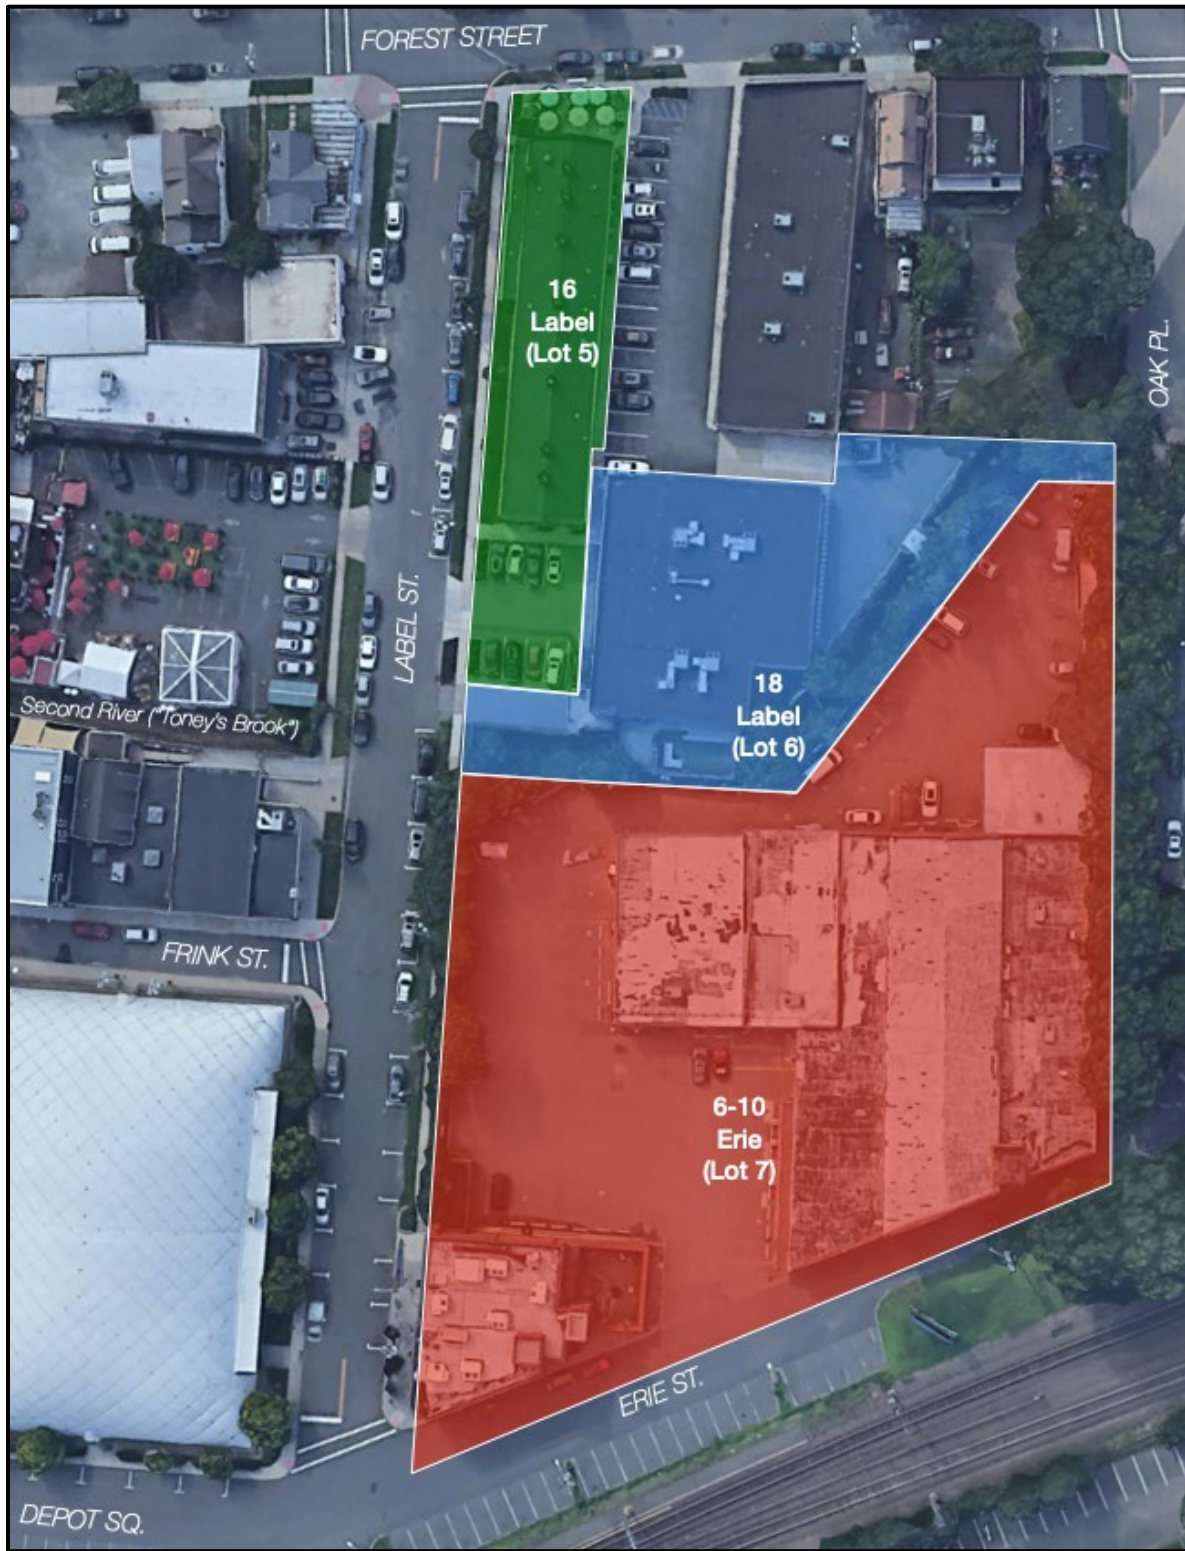 FOREST STREET
16
Label
(Lot 5)
OAK PL.
LABEL ST.
18
Label
(Lot 6)
Second River ("Toney's Brook")
FRINK ST.
6-10
Erie
(Lot 7)
ERIE ST.
DEPOT SQ.